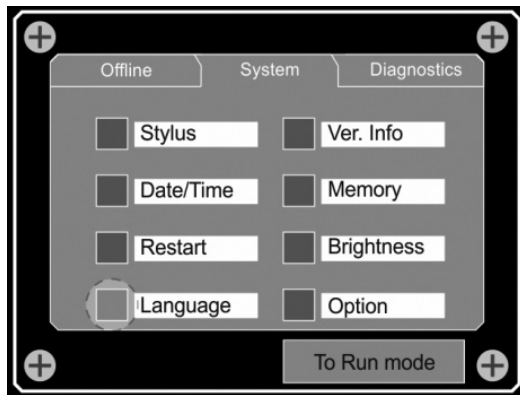 Offline System Diagnostics
Stylus Ver. Info
Date/Time Memory
Restart Brightness
Language Option
To Run mode